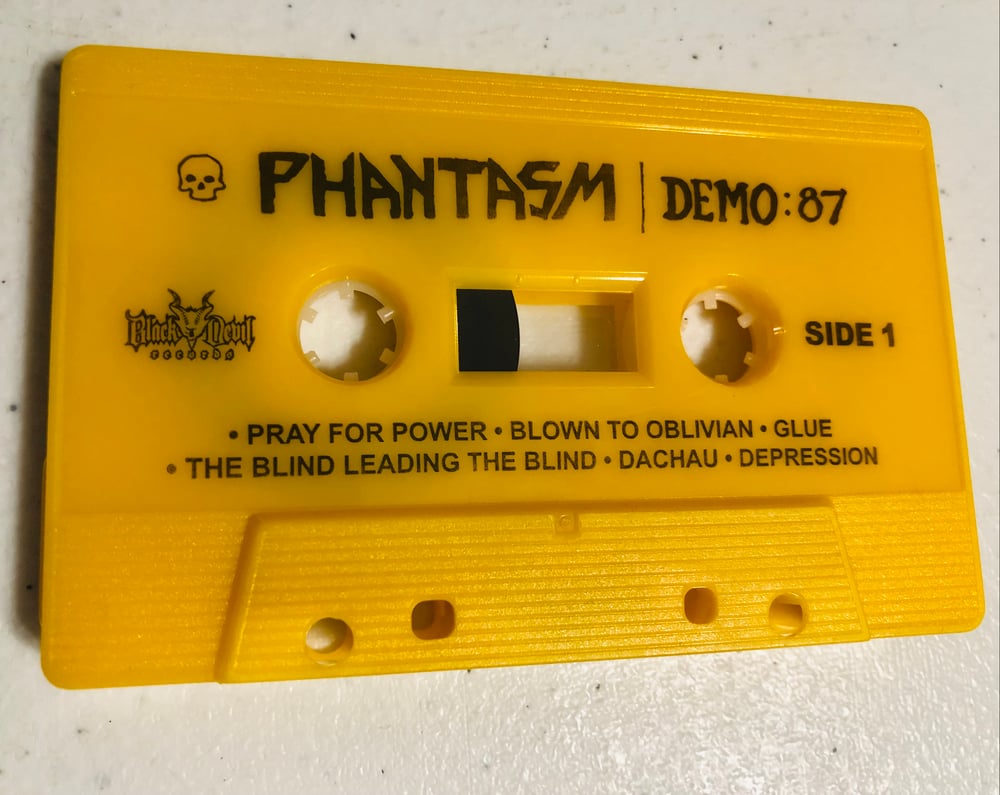 PHANTASM | DEMO:87
Black Devil
records
SIDE 1
• PRAY FOR POWER • BLOWN TO OBLIVIAN • GLUE
• THE BLIND LEADING THE BLIND • DACHAU • DEPRESSION